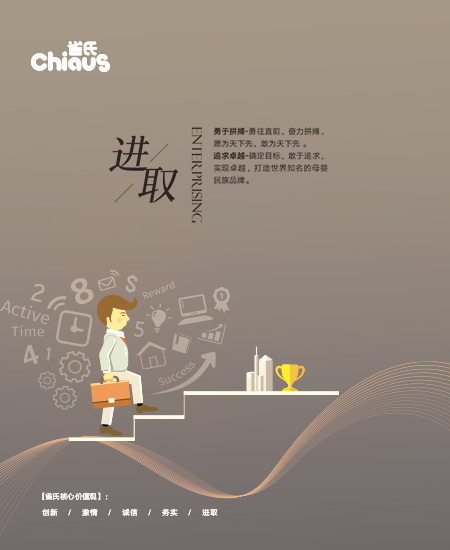 雀氏
Chiaus
进
取
ENTERPRISING
勇于拼搏-勇往直前，奋力拼搏，
愿为天下先，敢为天下先 。
追求卓越-确定目标，敢于追求，
实现卓越，打造世界知名的母婴
民族品牌。
2
8
$
Reward
1
Active
Time
5
4
1
Success
【雀氏核心价值观】：
创新 / 激情 / 诚信 / 务实 / 进取